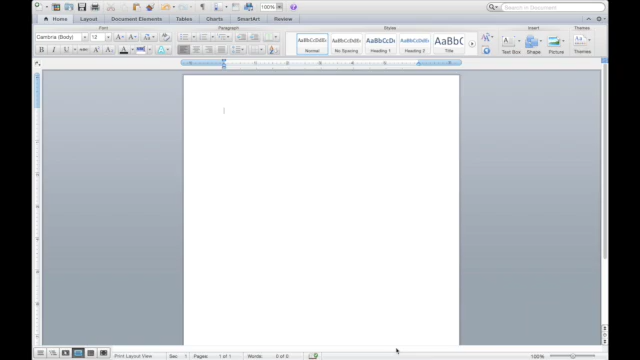 100%
Search in Document
Home Layout Document Elements Tables Charts SmartArt Review
Font Paragraph Styles Insert Themes
Cambria (Body) 12
AaBbCcDdEe AaBbCcDdEe AaBbCcDc AaBbCcDdEe AaBbC
B I U ABC
Normal No Spacing Heading 1 Heading 2 Title Text Box Shape Picture Themes
Print Layout View Sec 1 Pages: 1 of 1 Words: 0 of 0 100%